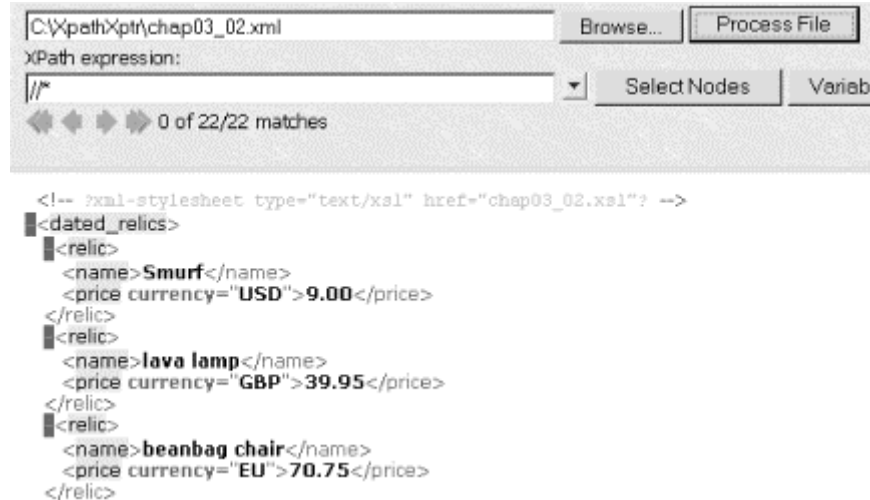 C:\XpathXptr\chap03_02.xml Browse... Process File
XPath expression:
//* Select Nodes Variab
0 of 22/22 matches
<!-- ?xml-stylesheet type="text/xsl" href="chap03_02.xsl"? -->
<dated_relics>
<relic>
<name>Smurf</name>
<price currency="USD">9.00</price>
</relic>
<relic>
<name>lava lamp</name>
<price currency="GBP">39.95</price>
</relic>
<relic>
<name>beanbag chair</name>
<price currency="EU">70.75</price>
</relic>